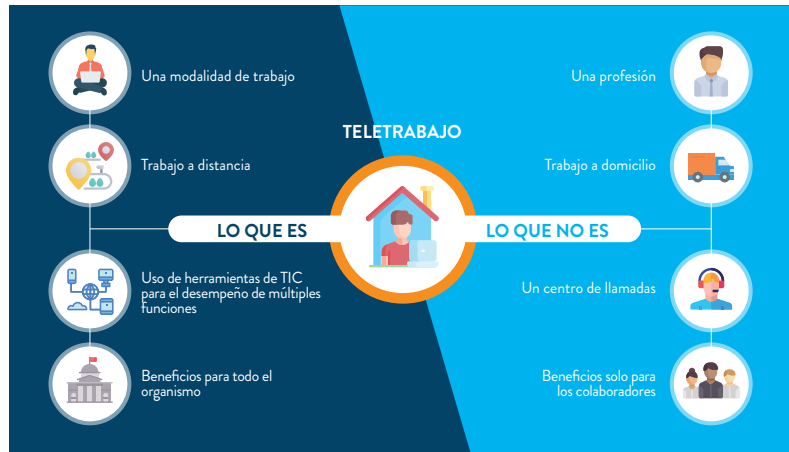 TELETRABAJO
LO QUE ES
Una modalidad de trabajo
Trabajo a distancia
Uso de herramientas de TIC
para el desempeño de múltiples
funciones
Beneficios para todo el
organismo
LO QUE NO ES
Una profesión
Trabajo a domicilio
Un centro de llamadas
Beneficios solo para
los colaboradores